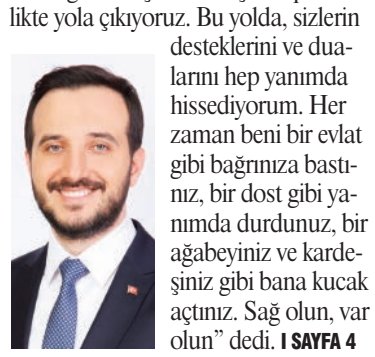 likte yola çıkıyoruz. Bu yolda, sizlerin
desteklerini ve dua-
larını hep yanımda
hissediyorum. Her
zaman beni bir evlat
gibi bağrınıza bastı-
nız, bir dost gibi ya-
nımda durdunuz, bir
ağabeyiniz ve karde-
şiniz gibi bana kucak
açtınız. Sağ olun, var
olun” dedi. I SAYFA 4